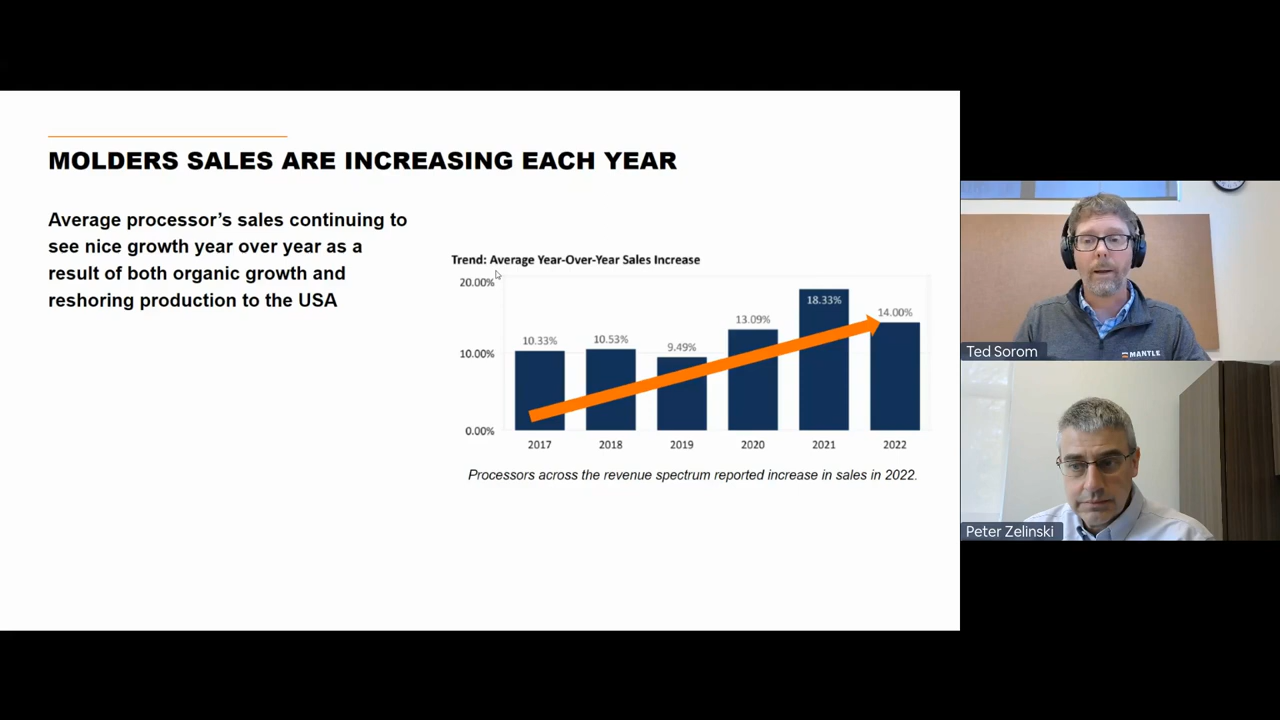 MOLDERS SALES ARE INCREASING EACH YEAR
Average processor's sales continuing to
see nice growth year over year as a
result of both organic growth and
reshoring production to the USA
Trend: Average Year-Over-Year Sales Increase
20.00%
10.00%
0.00%
10.33%
10.53%
9.49%
13.09%
18.33%
14.00%
2017
2018
2019
2020
2021
2022
Processors across the revenue spectrum reported increase in sales in 2022.
MANTLE
Ted Sorom
Peter Zelinski